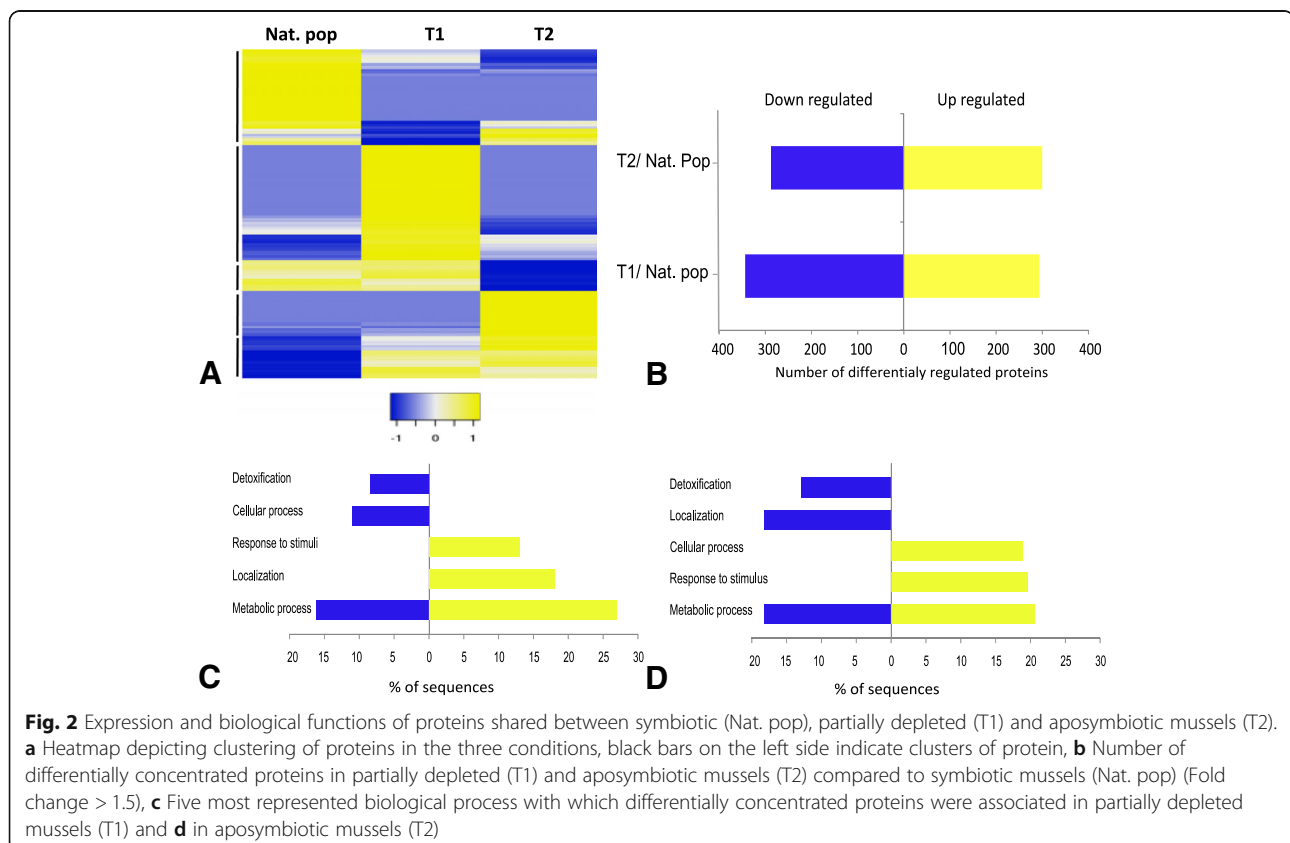 Nat. pop T1 T2
A
-1 0 1
Down regulated Up regulated
T2/ Nat. Pop
T1/ Nat. pop
400 300 200 100 0 100 200 300 400
Number of differentialy regulated proteins
B
Detoxification
Cellular process
Response to stimuli
Localization
Metabolic process
20 15 10 5 0 5 10 15 20 25 30
% of sequences
C
Detoxification
Localization
Cellular process
Response to stimulus
Metabolic process
20 15 10 5 0 5 10 15 20 25 30
% of sequences
D
Fig. 2 Expression and biological functions of proteins shared between symbiotic (Nat. pop), partially depleted (T1) and aposymbiotic mussels (T2).
a Heatmap depicting clustering of proteins in the three conditions, black bars on the left side indicate clusters of protein, b Number of
differentially concentrated proteins in partially depleted (T1) and aposymbiotic mussels (T2) compared to symbiotic mussels (Nat. pop) (Fold
change > 1.5), c Five most represented biological process with which differentially concentrated proteins were associated in partially depleted
mussels (T1) and d in aposymbiotic mussels (T2)